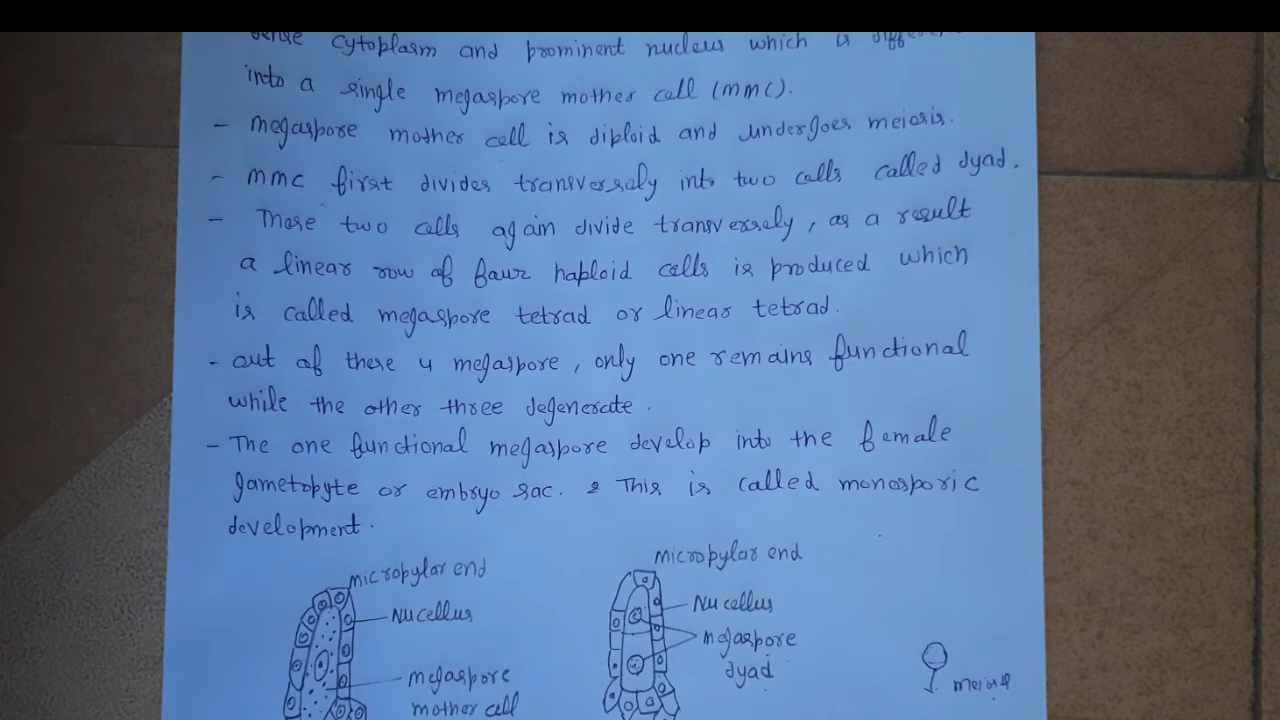 cytoplasm and prominent nucleus which is
into a single megaspore mother cell (MMC).
- megaspore mother cell is diploid and undergoes meiosis.
- MMC first divides transversely into two cells called dyad.
- These two cells again divide transversely, as a result
a linear row of four haploid cells is produced which
is called megaspore tetrad or linear tetrad.
- out of these 4 megaspore, only one remains functional
while the other three degenerate.
- The one functional megaspore develop into the female
gametopyte or embryo sac. & This is called monosporic
development.
micropylar end
Nucellus
megaspore
mother cell
micropylar end
Nucellus
megaspore
dyad